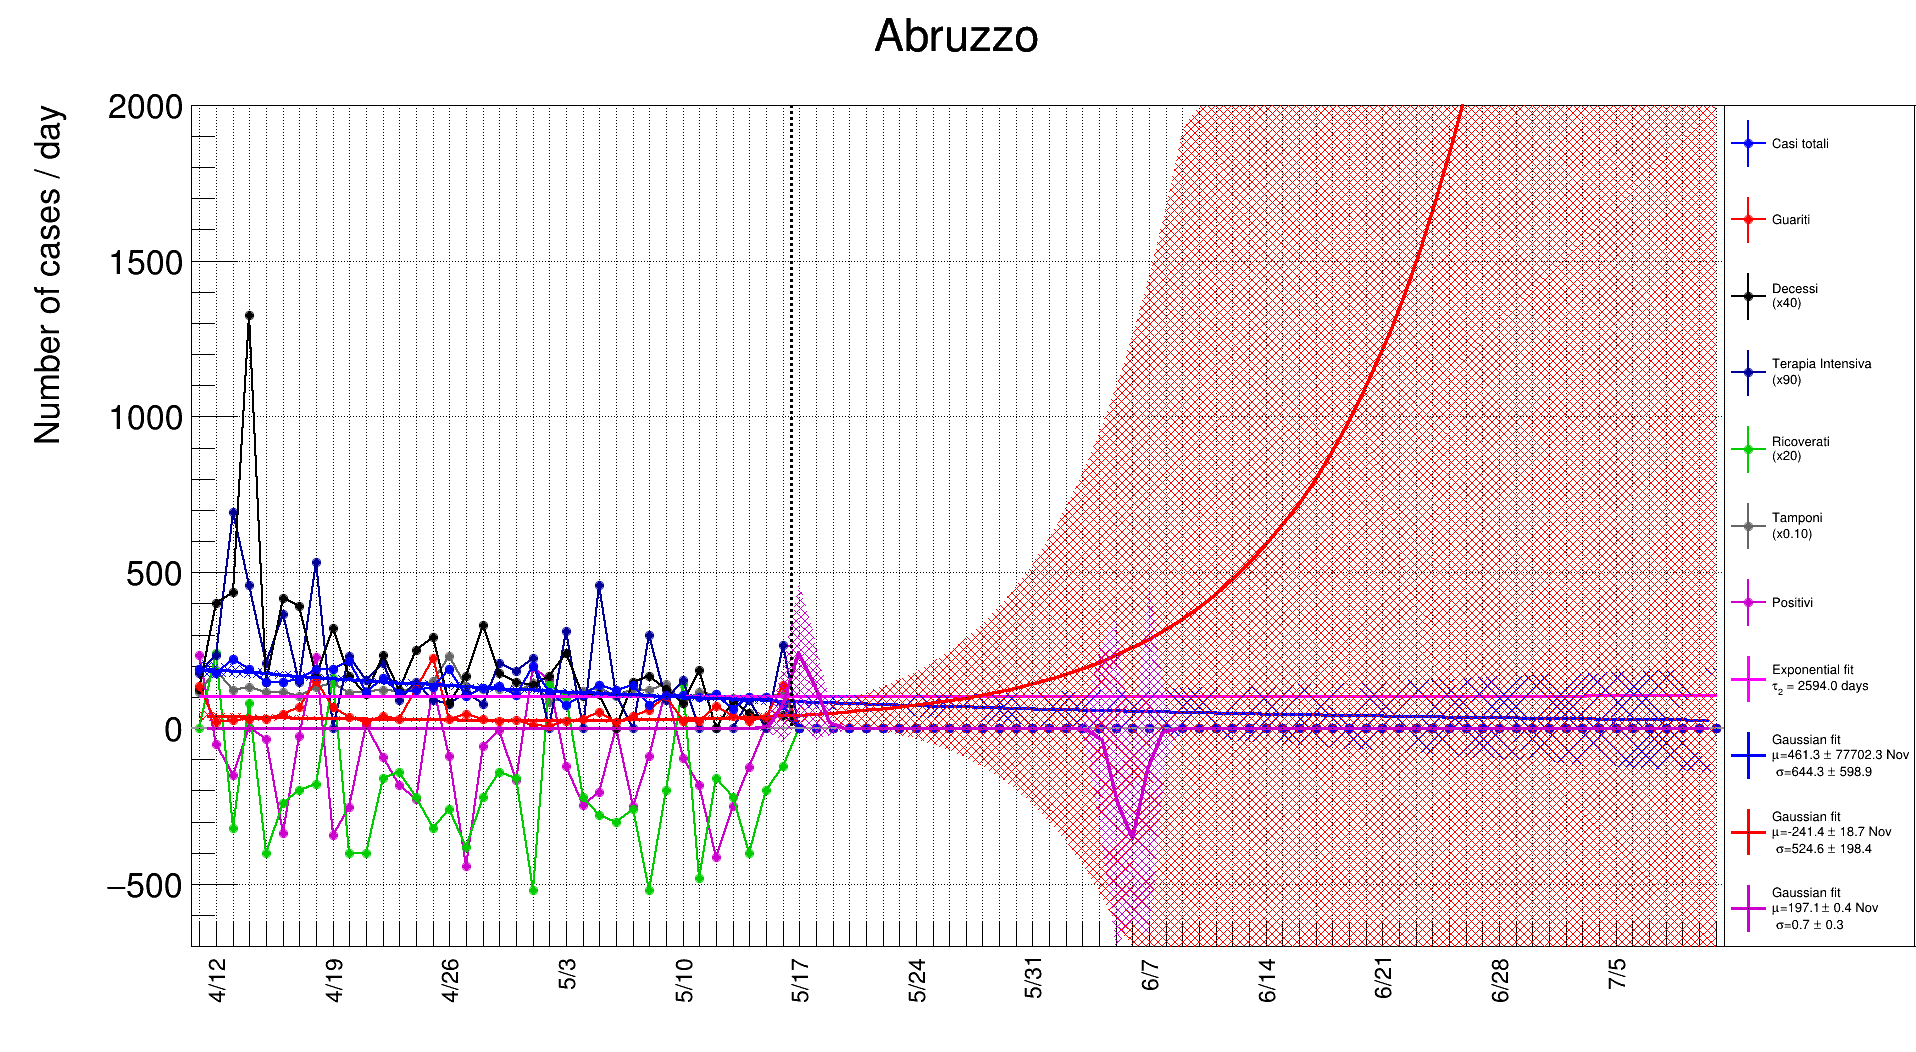 Abruzzo
Number of cases / day
2000
1500
1000
500
0
−500
4/12
4/19
4/26
5/3
5/10
5/17
5/24
5/31
6/7
6/14
6/21
6/28
7/5
Casi totali
Guariti
Decessi
(x40)
Terapia Intensiva
(x90)
Ricoverati
(x20)
Tamponi
(x0.10)
Positivi
Exponential fit
τ₂ = 2594.0 days
Gaussian fit
μ=461.3 ± 77702.3 Nov
σ=644.3 ± 598.9
Gaussian fit
μ=-241.4 ± 18.7 Nov
σ=524.6 ± 198.4
Gaussian fit
μ=197.1 ± 0.4 Nov
σ=0.7 ± 0.3